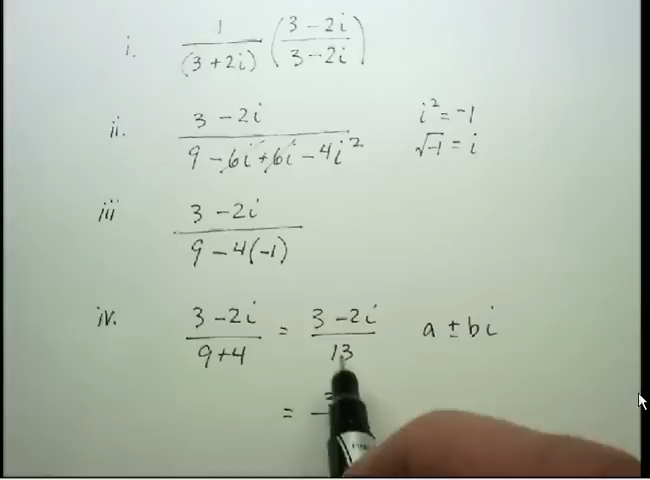 i. 1/(3+2i) (3-2i/3-2i)
ii. 3-2i/9-6i+6i-4i²
i²=-1
√-1=i
iii 3-2i/9-4(-1)
iv. 3-2i/9+4 = 3-2i/13 a±bi
=